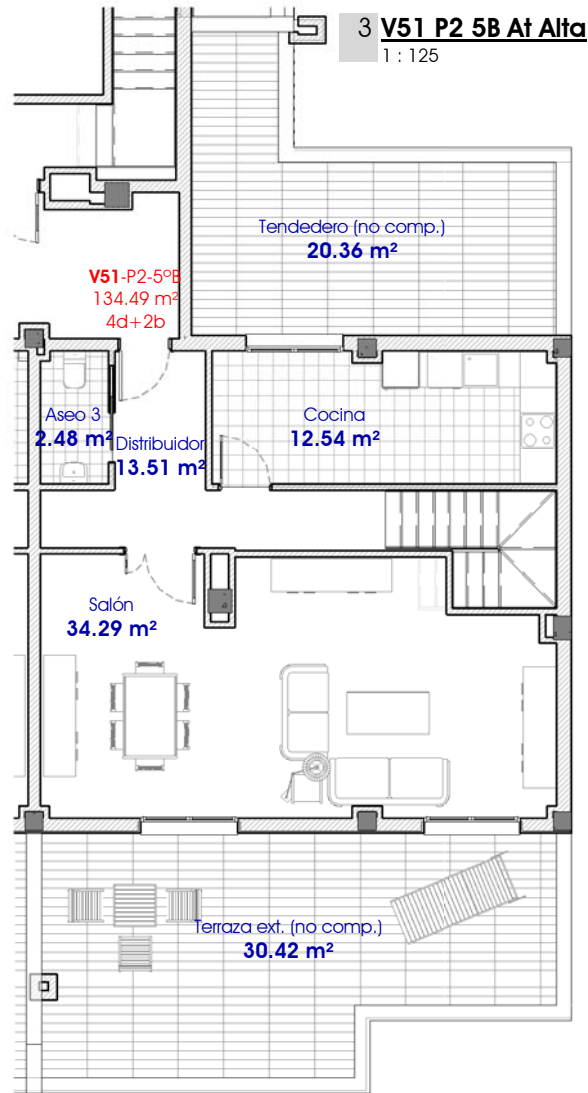 3 V51 P2 5B At Alta
1 : 125
Tendedero (no comp.)
20.36 m²
V51-P2-5ºB
134.49 m²
4d+2b
Aseo 3
2.48 m²
Distribuidor
13.51 m²
Cocina
12.54 m²
Salón
34.29 m²
Terraza ext. (no comp.)
30.42 m²